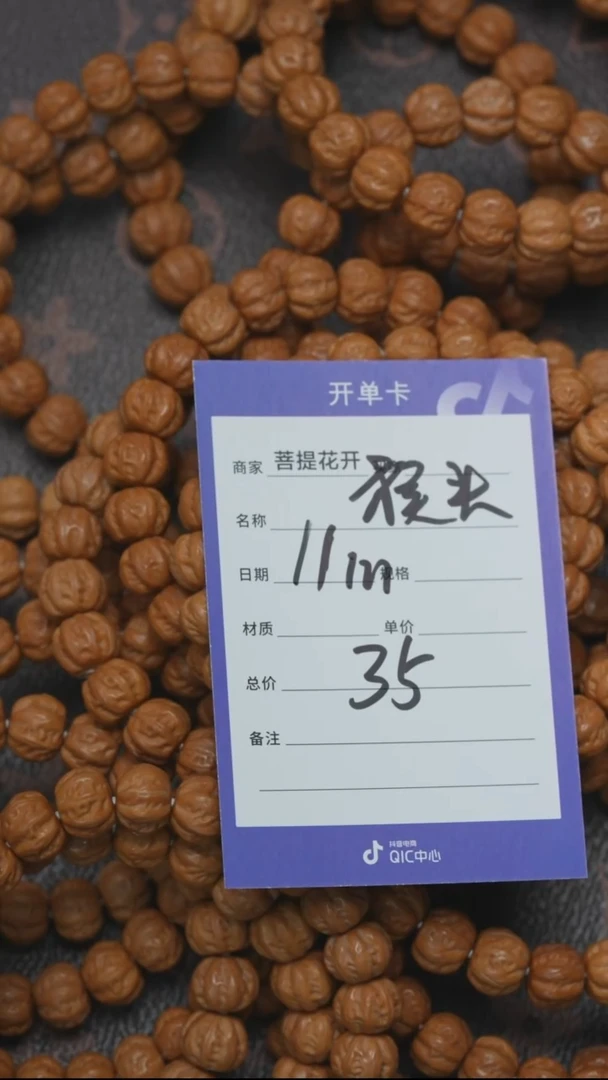 开单卡
商家 菩提花开
猴头
名称
日期 11m 规格
材质 单价
35
总价
备注
抖音电商
QIC中心